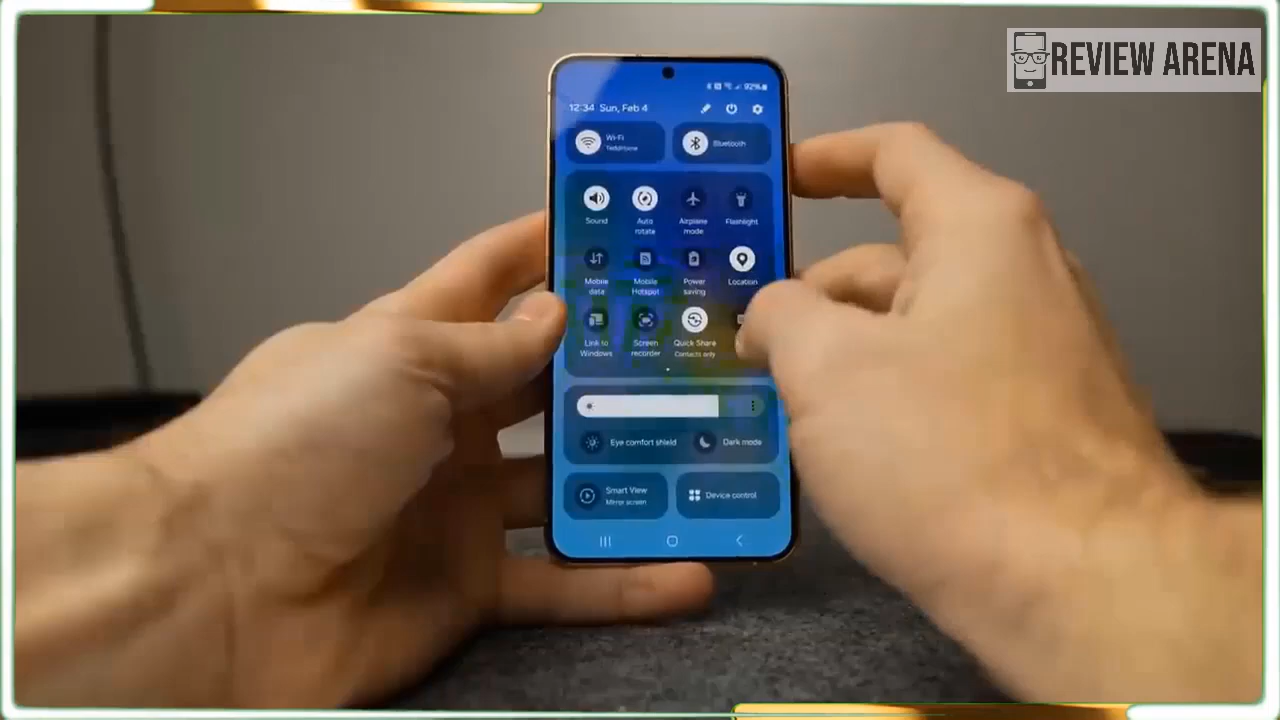 REVIEW ARENA
92%
12:34 Sun, Feb 4
Wi-Fi
Bluetooth
Sound
Auto rotate
Airplane mode
Flashlight
Mobile data
Mobile Hotspot
Power saving
Location
Link to Windows
Screen recorder
Quick Share
Contacts only
Eye comfort shield
Dark mode
Smart View
Mirror screen
Device control